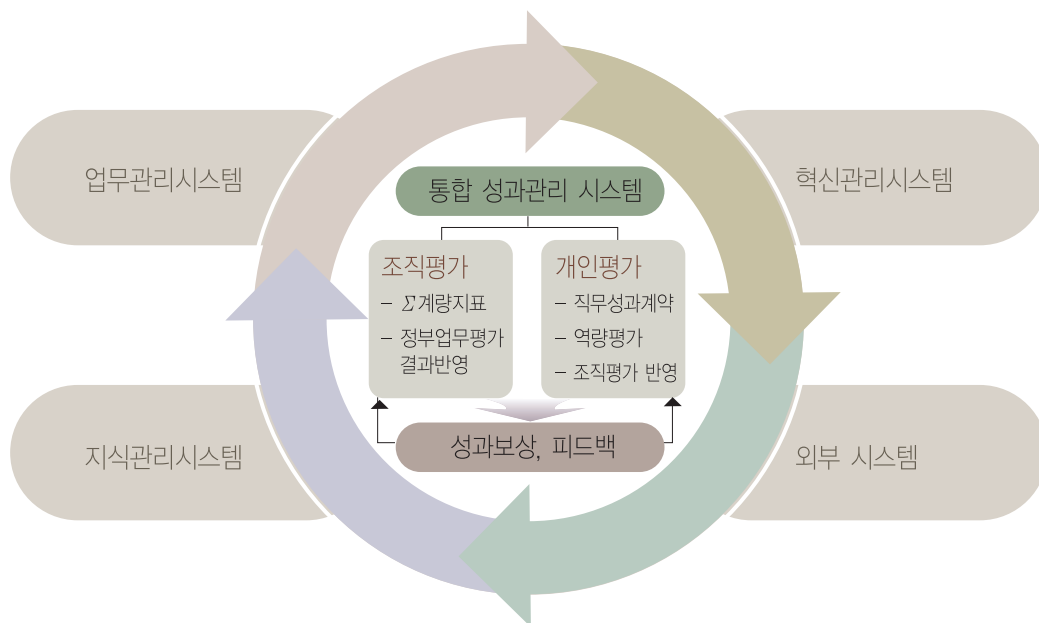 업무관리시스템
혁신관리시스템
통합 성과관리 시스템
조직평가
- Σ계량지표
- 정부업무평가
결과반영
개인평가
- 직무성과계약
- 역량평가
- 조직평가 반영
성과보상, 피드백
지식관리시스템
외부 시스템